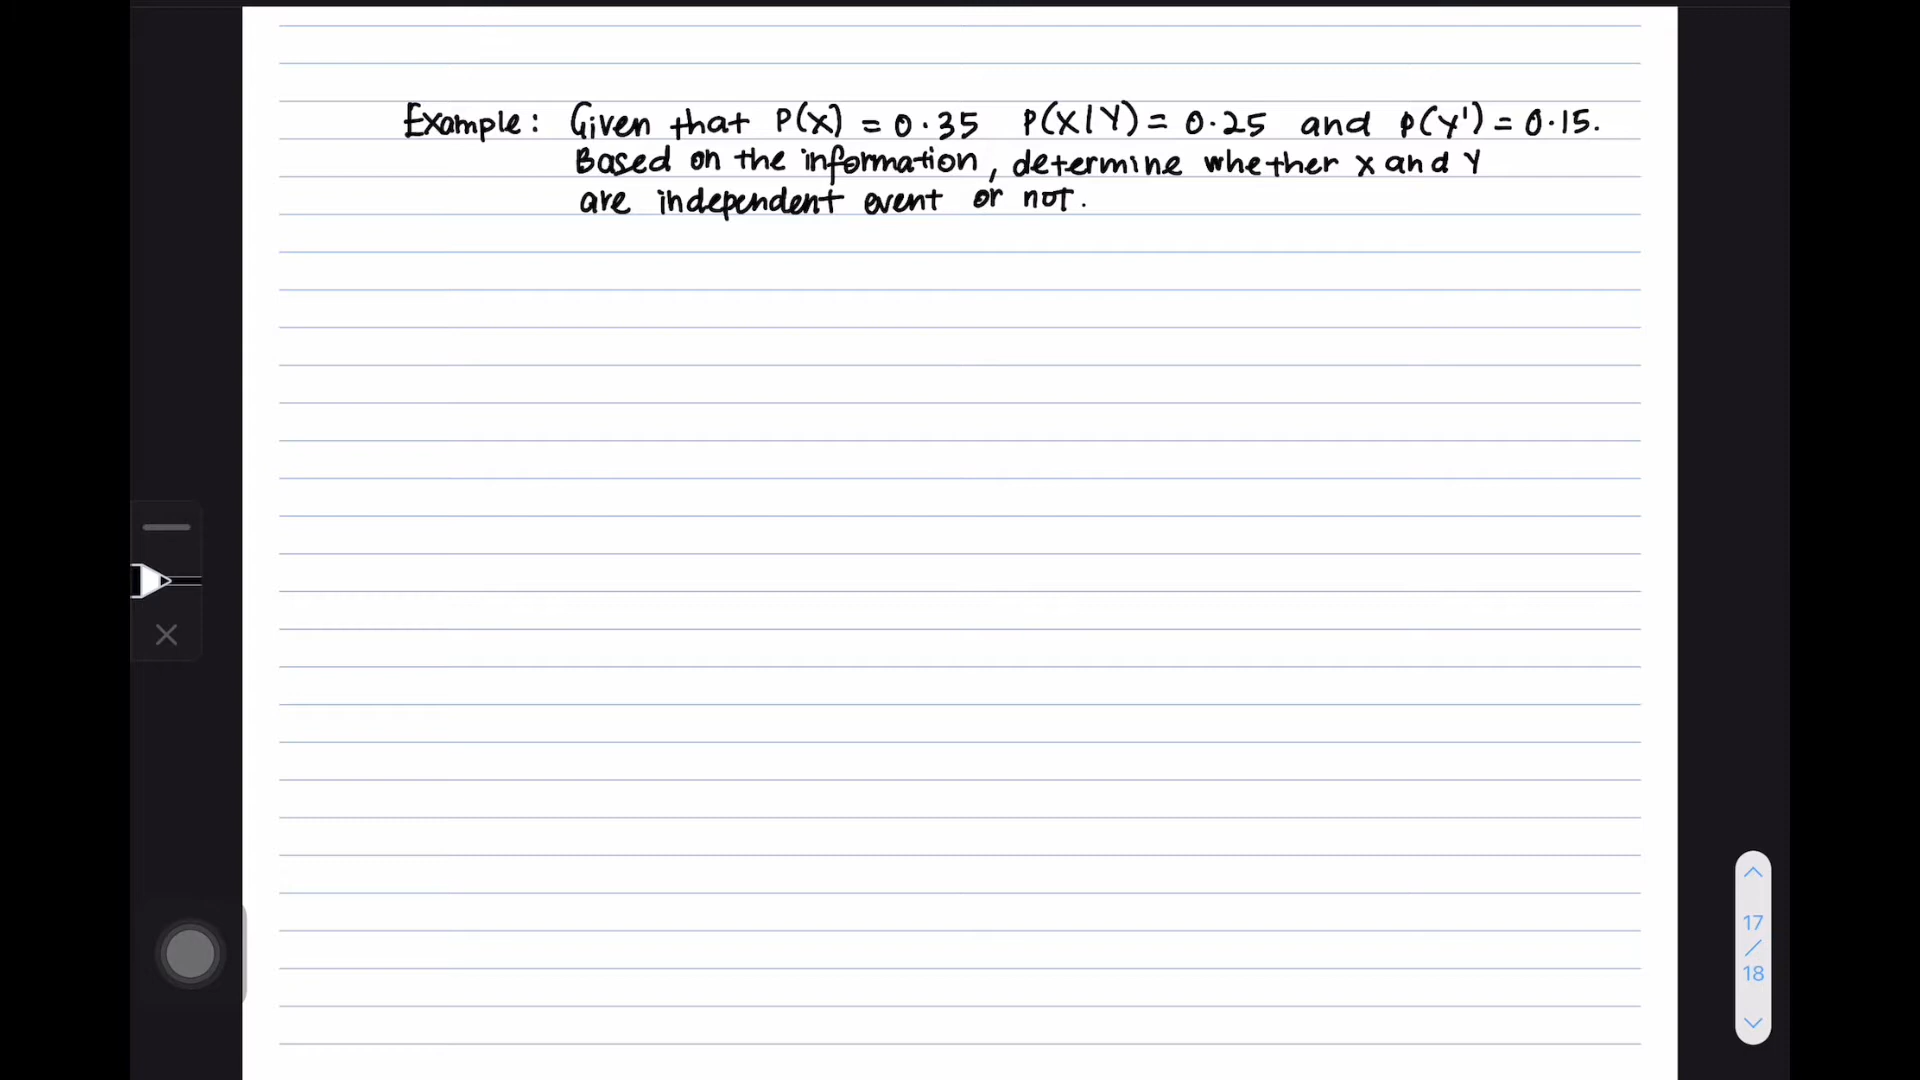 Example: Given that P(X) = 0.35 P(X|Y) = 0.25 and P(Y') = 0.15.
Based on the information, determine whether X and Y
are independent event or not.
17
/
18